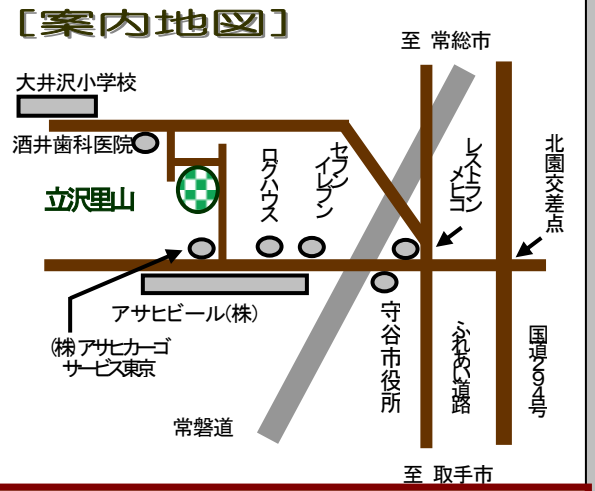 [案内地図]
至 常総市
大井沢小学校
酒井歯科医院
立沢里山
ログハウス
セブン
イレブン
レストラン
メヒコ
北園交差点
アサヒビール(株)
(株)アサヒカーゴ
サービス東京
守谷市役所
ふれあい道路
国道294号
常磐道
至 取手市